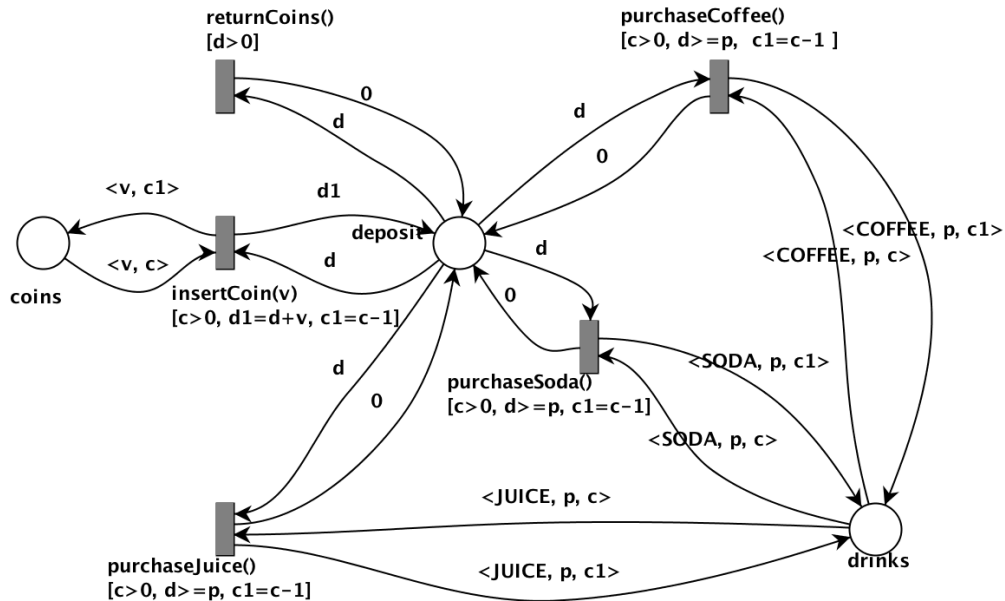 returnCoins()
[d>0]
purchaseCoffee()
[c>0, d>=p, c1=c-1 ]
0
d
d
0
<v, c1>
d1
deposit
d
<v, c>
d
0
<COFFEE, p, c1>
<COFFEE, p, c>
coins
insertCoin(v)
[c>0, d1=d+v, c1=c-1]
purchaseSoda()
[c>0, d>=p, c1=c-1]
<SODA, p, c1>
<SODA, p, c>
d
0
<JUICE, p, c>
purchaseJuice()
[c>0, d>=p, c1=c-1]
<JUICE, p, c1>
drinks